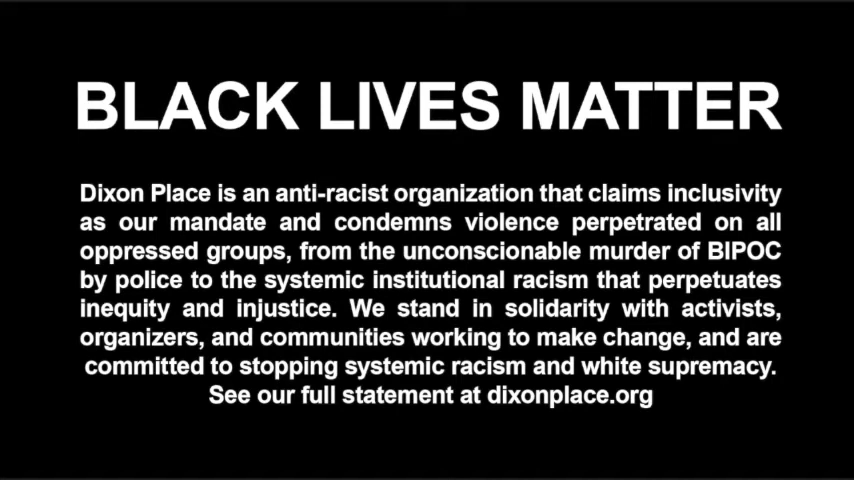 BLACK LIVES MATTER
Dixon Place is an anti-racist organization that claims inclusivity
as our mandate and condemns violence perpetrated on all
oppressed groups, from the unconscionable murder of BIPOC
by police to the systemic institutional racism that perpetuates
inequity and injustice. We stand in solidarity with activists,
organizers, and communities working to make change, and are
committed to stopping systemic racism and white supremacy.
See our full statement at dixonplace.org